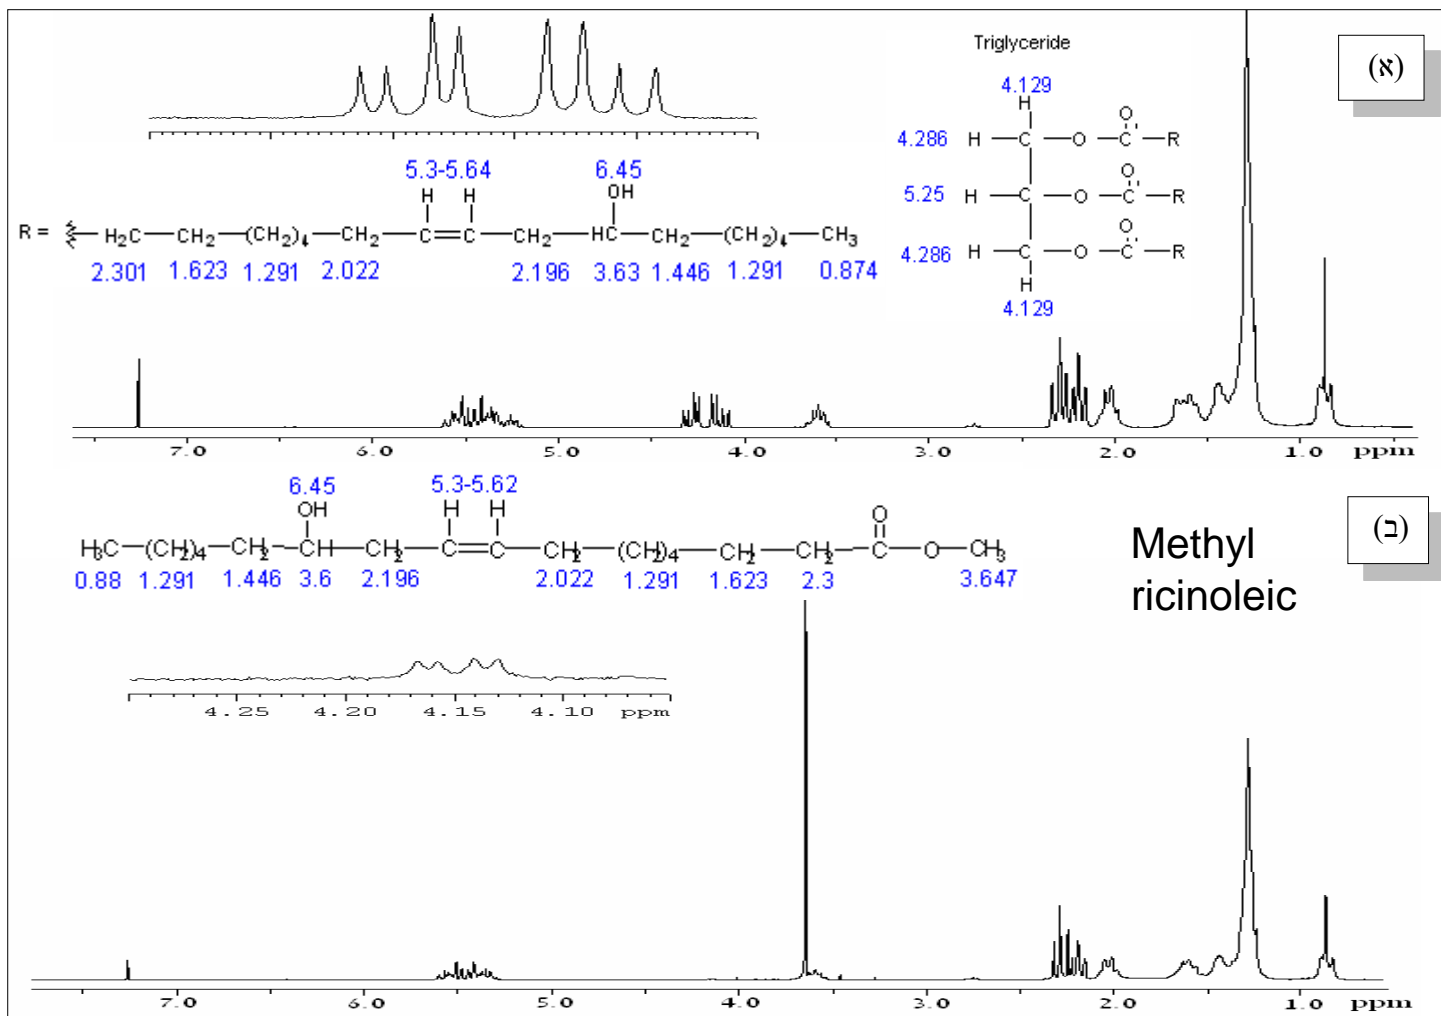 (א)
Triglyceride
4.129
H
O
4.286 H — C — O — C — R
O
5.25 H — C — O — C — R
O
4.286 H — C — O — C — R
H
4.129
5.3-5.64 6.45
H H OH
R = H₂C — CH₂ — (CH₂)₄ — CH₂ — C=C — CH₂ — HC — CH₂ — (CH₂)₄ — CH₃
2.301 1.623 1.291 2.022 2.196 3.63 1.446 1.291 0.874
7.0 6.0 5.0 4.0 3.0 2.0 1.0 ppm
(ב)
6.45 5.3-5.62
OH H H O
H₃C — (CH₂)₄ — CH₂ — CH — CH₂ — C=C — CH₂ — (CH₂)₄ — CH₂ — CH₂ — C — O — CH₃
0.88 1.291 1.446 3.6 2.196 2.022 1.291 1.623 2.3 3.647
Methyl
ricinoleic
4.25 4.20 4.15 4.10 ppm
7.0 6.0 5.0 4.0 3.0 2.0 1.0 ppm